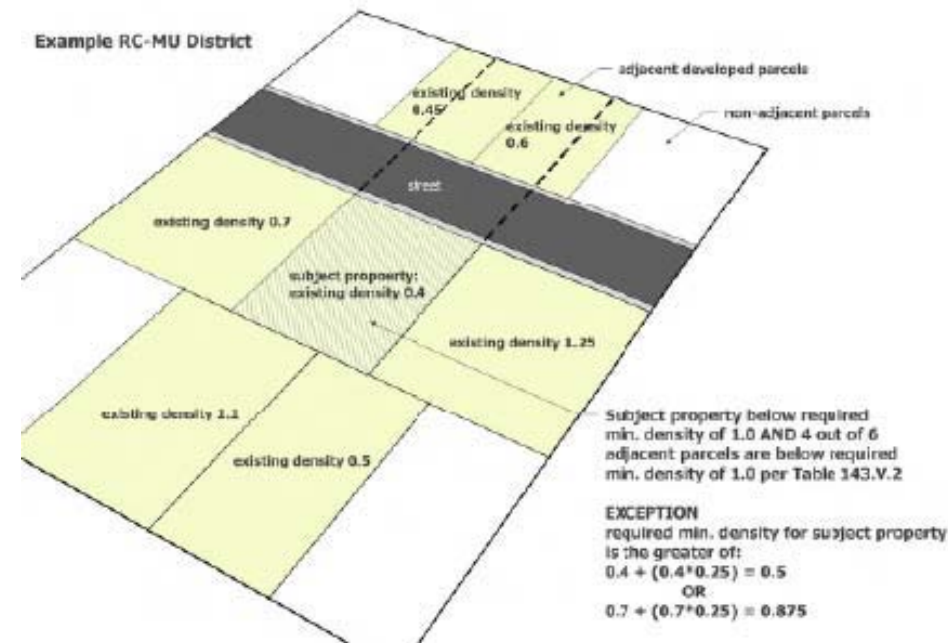 Example RC-MU District
adjacent developed parcels
non-adjacent parcels
existing density
0.45
existing density
0.6
street
existing density 0.7
subject propoerty:
existing density 0.4
existing density 1.25
existing density 1.1
existing density 0.5
Subject property below required
min. density of 1.0 AND 4 out of 6
adjacent parcels are below required
min. density of 1.0 per Table 143.V.2
EXCEPTION
required min. density for subject property
is the greater of:
0.4 + (0.4*0.25) = 0.5
OR
0.7 + (0.7*0.25) = 0.875